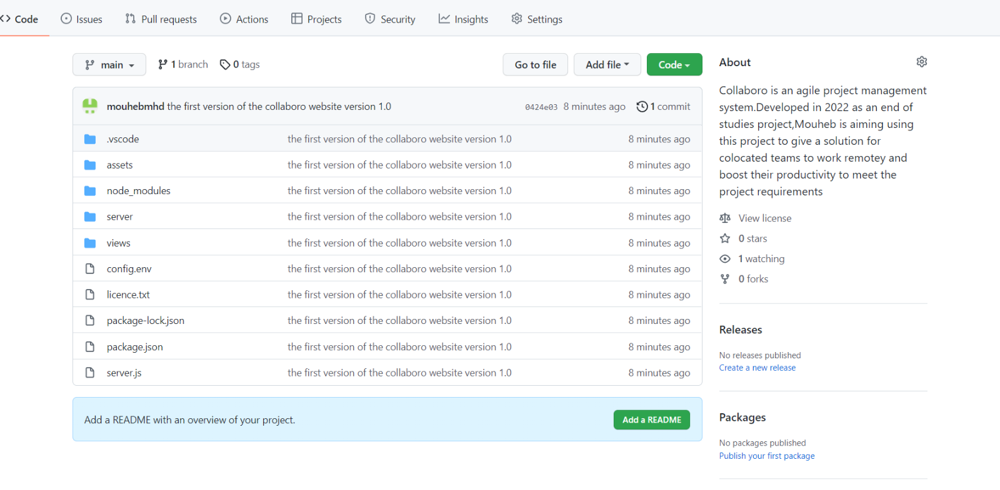 Code Issues Pull requests Actions Projects Security Insights Settings
main 1 branch 0 tags Go to file Add file Code
mouhebmhd the first version of the collaboro website version 1.0 0424e03 8 minutes ago 1 commit
.vscode the first version of the collaboro website version 1.0 8 minutes ago
assets the first version of the collaboro website version 1.0 8 minutes ago
node_modules the first version of the collaboro website version 1.0 8 minutes ago
server the first version of the collaboro website version 1.0 8 minutes ago
views the first version of the collaboro website version 1.0 8 minutes ago
config.env the first version of the collaboro website version 1.0 8 minutes ago
licence.txt the first version of the collaboro website version 1.0 8 minutes ago
package-lock.json the first version of the collaboro website version 1.0 8 minutes ago
package.json the first version of the collaboro website version 1.0 8 minutes ago
server.js the first version of the collaboro website version 1.0 8 minutes ago
Add a README with an overview of your project. Add a README
About
Collaboro is an agile project management
system.Developed in 2022 as an end of
studies project,Mouheb is aiming using
this project to give a solution for
colocated teams to work remotey and
boost their productivity to meet the
project requirements
View license
0 stars
1 watching
0 forks
Releases
No releases published
Create a new release
Packages
No packages published
Publish your first package